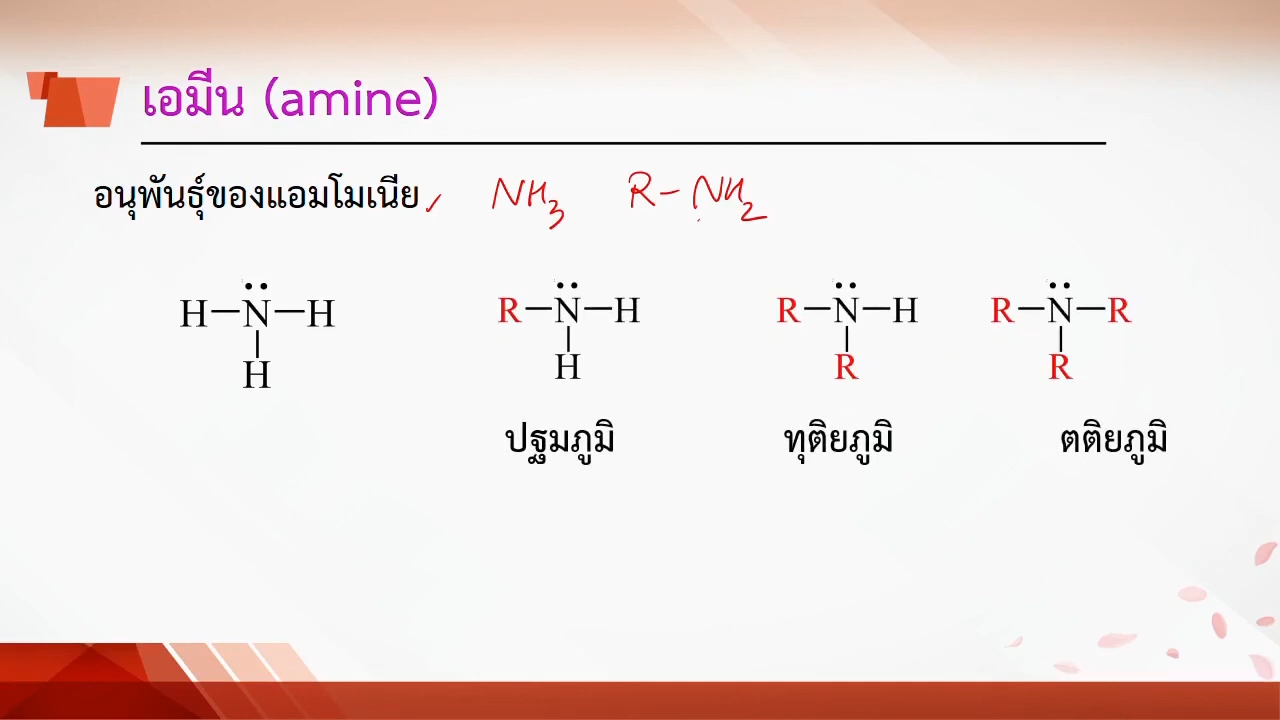 เอมีน (amine)
อนุพันธุ์ของแอมโมเนีย NH3 R-NH2
H-N-H R-N-H R-N-H R-N-R
H H R R
ปฐมภูมิ ทุติยภูมิ ตติยภูมิ